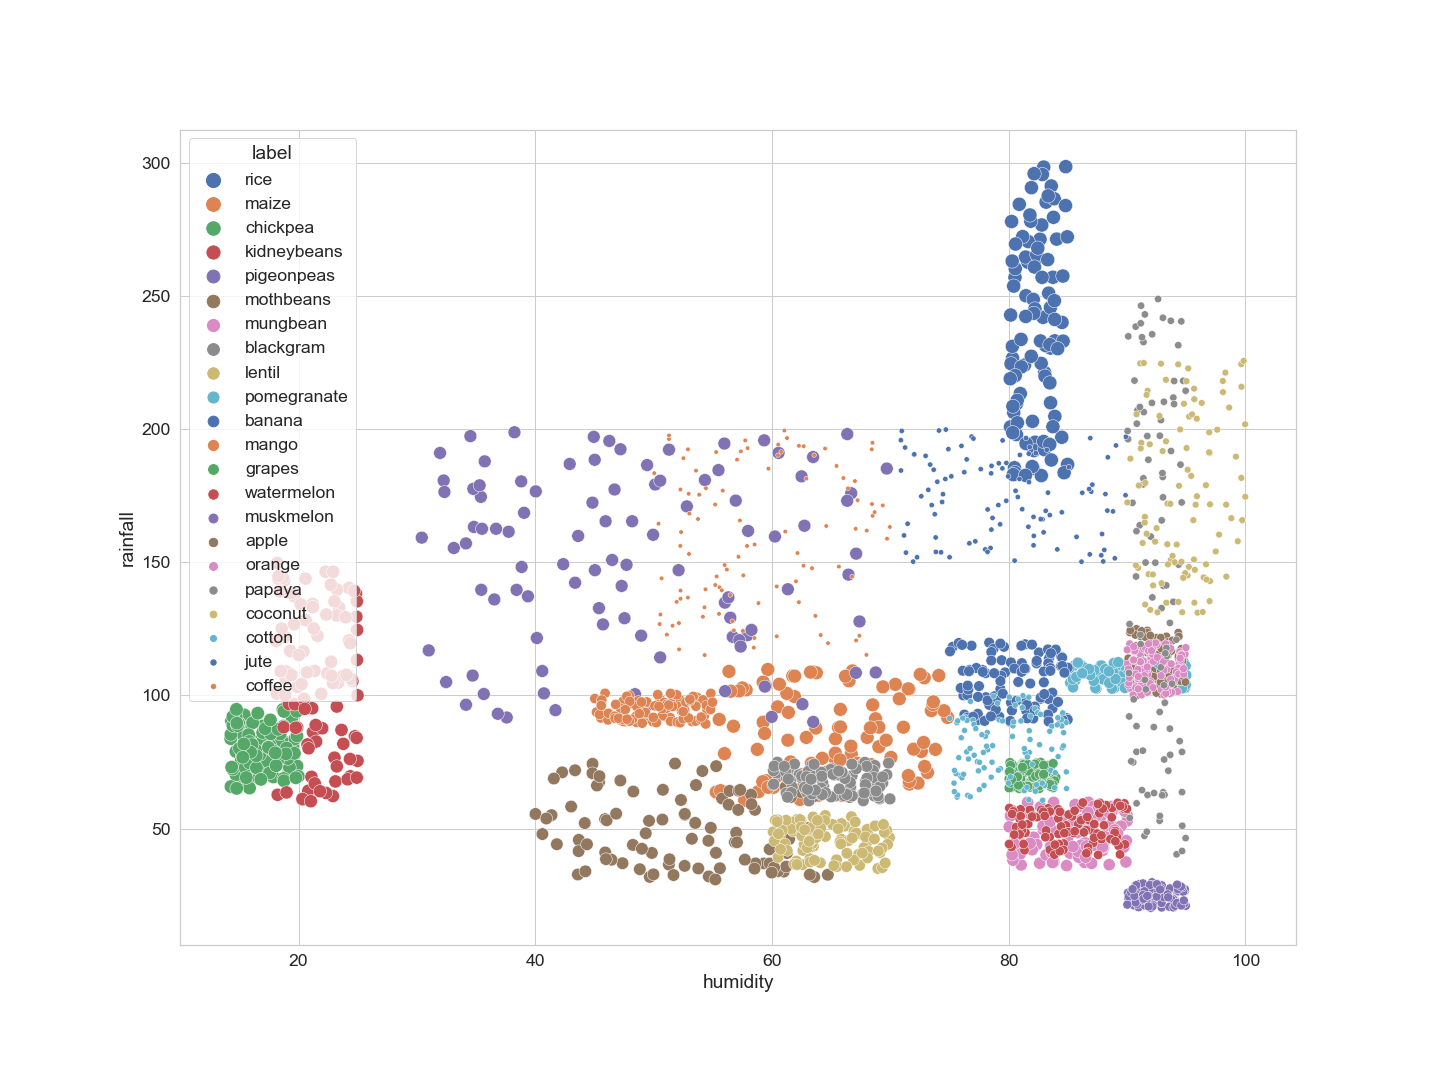 label
rice
maize
chickpea
kidneybeans
pigeonpeas
mothbeans
mungbean
blackgram
lentil
pomegranate
banana
mango
grapes
watermelon
muskmelon
apple
orange
papaya
coconut
cotton
jute
coffee
300
250
200
150
100
50
rainfall
20 40 60 80 100
humidity